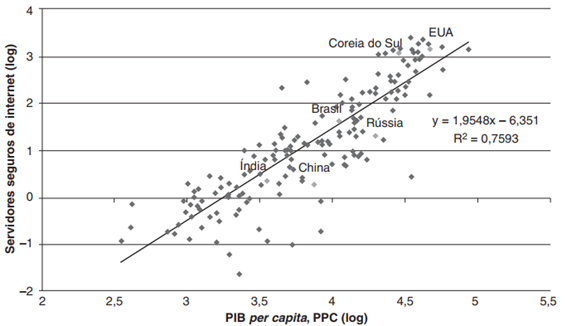 Servidores seguros de internet (log)
4
3
2
1
0
−1
−2
EUA
Coreia do Sul
Brasil
Rússia
Índia
China
y = 1,9548x − 6,351
R² = 0,7593
2 2,5 3 3,5 4 4,5 5 5,5
PIB per capita, PPC (log)